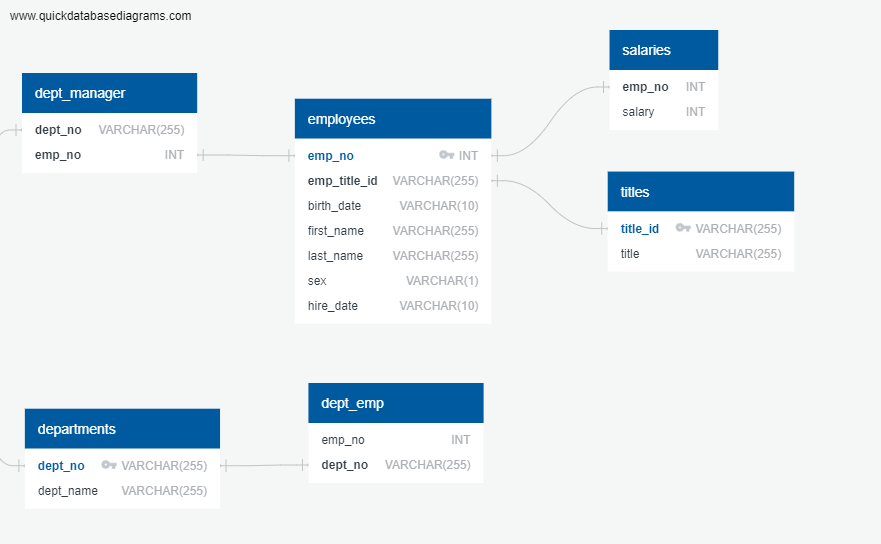 www.quickdatabasediagrams.com
dept_manager
dept_no VARCHAR(255)
emp_no INT
employees
emp_no INT
emp_title_id VARCHAR(255)
birth_date VARCHAR(10)
first_name VARCHAR(255)
last_name VARCHAR(255)
sex VARCHAR(1)
hire_date VARCHAR(10)
salaries
emp_no INT
salary INT
titles
title_id VARCHAR(255)
title VARCHAR(255)
departments
dept_no VARCHAR(255)
dept_name VARCHAR(255)
dept_emp
emp_no INT
dept_no VARCHAR(255)